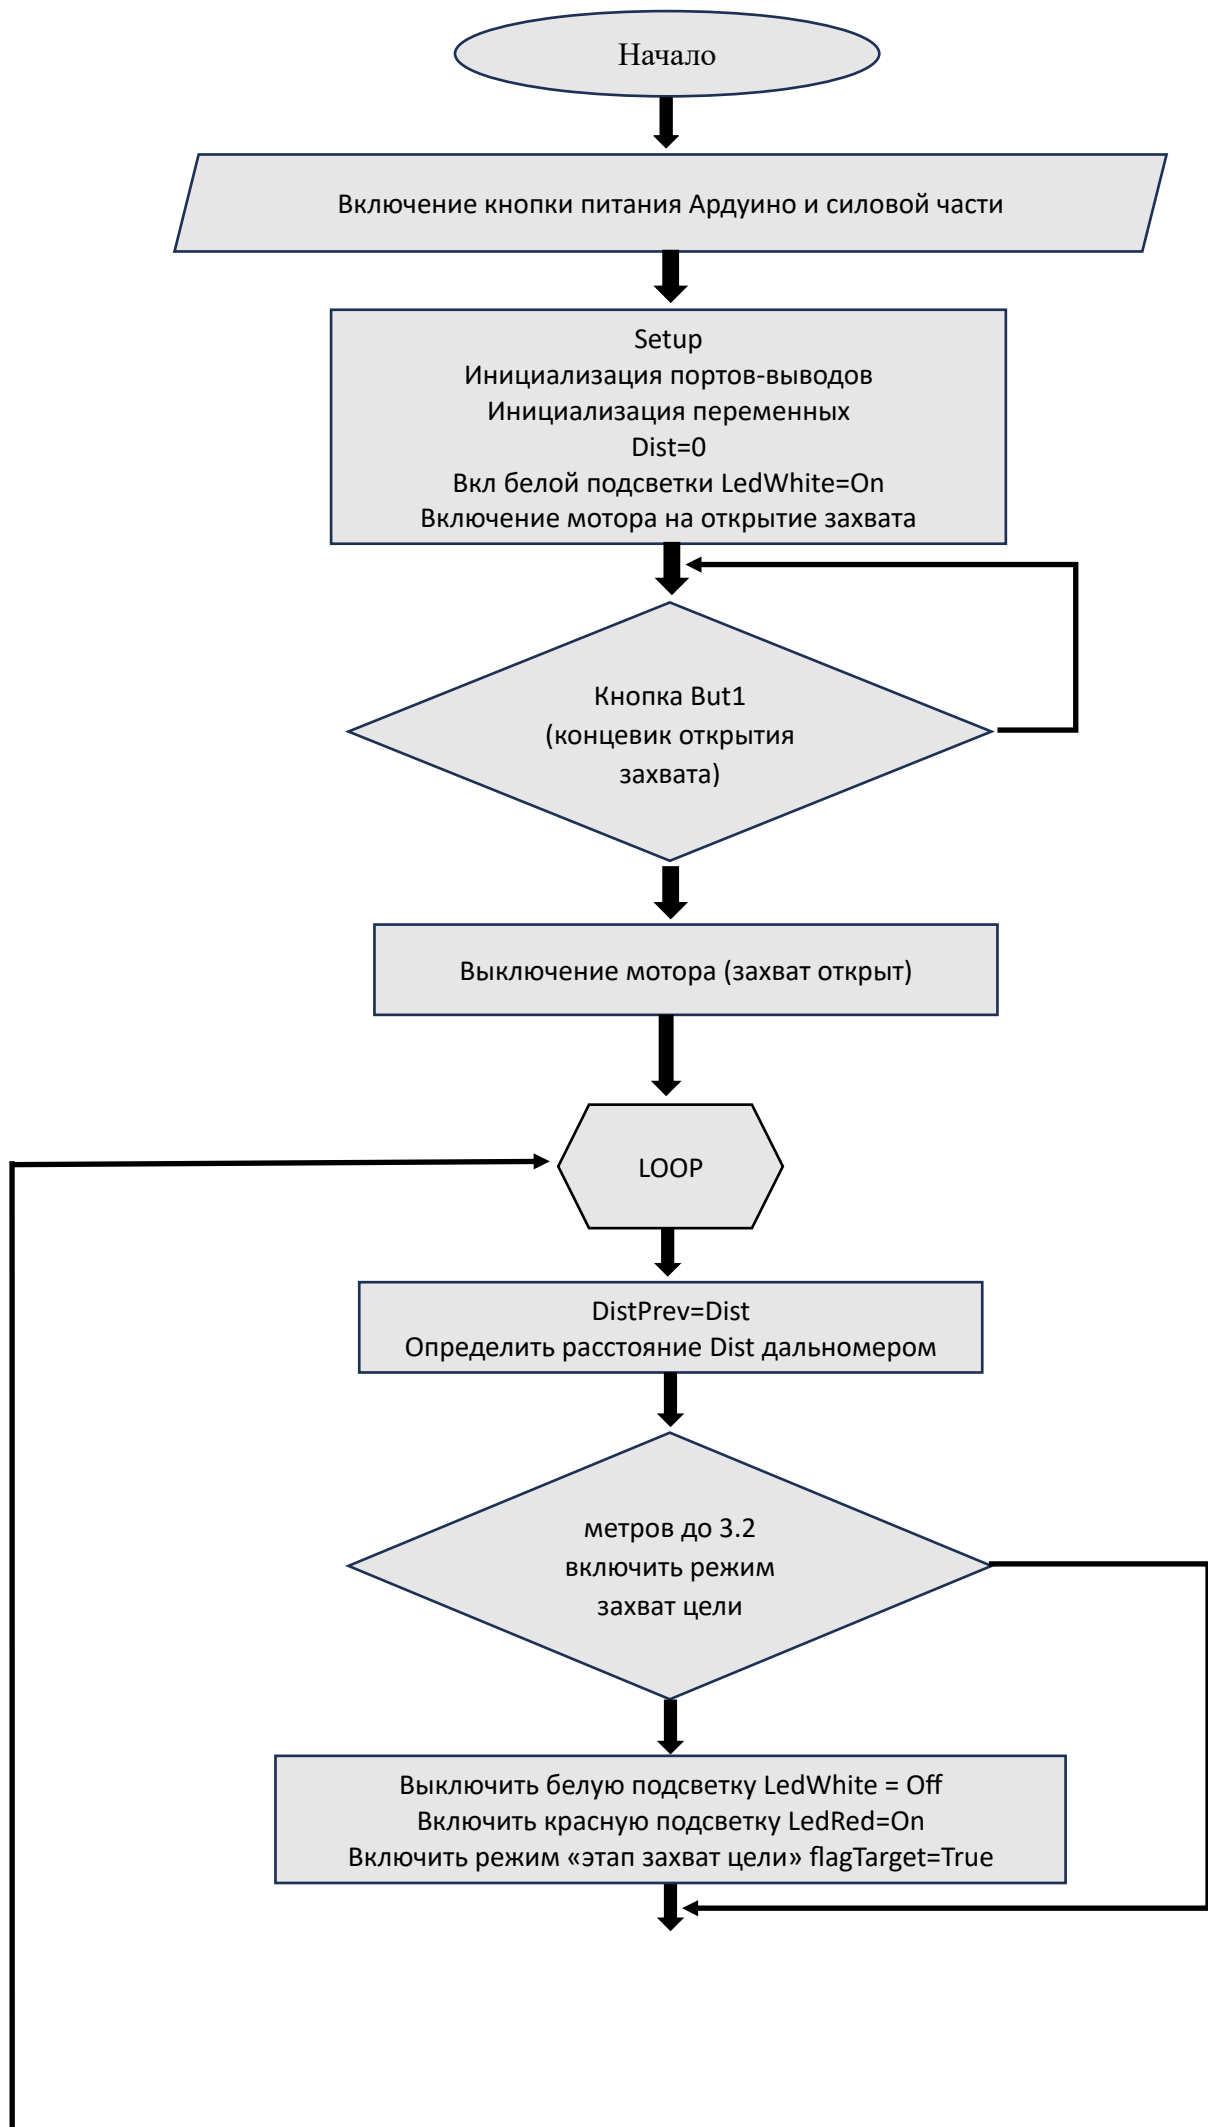 Начало
Включение кнопки питания Ардуино и силовой части
Setup
Инициализация портов-выводов
Инициализация переменных
Dist=0
Вкл белой подсветки LedWhite=On
Включение мотора на открытие захвата
Кнопка But1
(концевик открытия
захвата)
Выключение мотора (захват открыт)
LOOP
DistPrev=Dist
Определить расстояние Dist дальномером
метров до 3.2
включить режим
захват цели
Выключить белую подсветку LedWhite = Off
Включить красную подсветку LedRed=On
Включить режим «этап захват цели» flagTarget=True